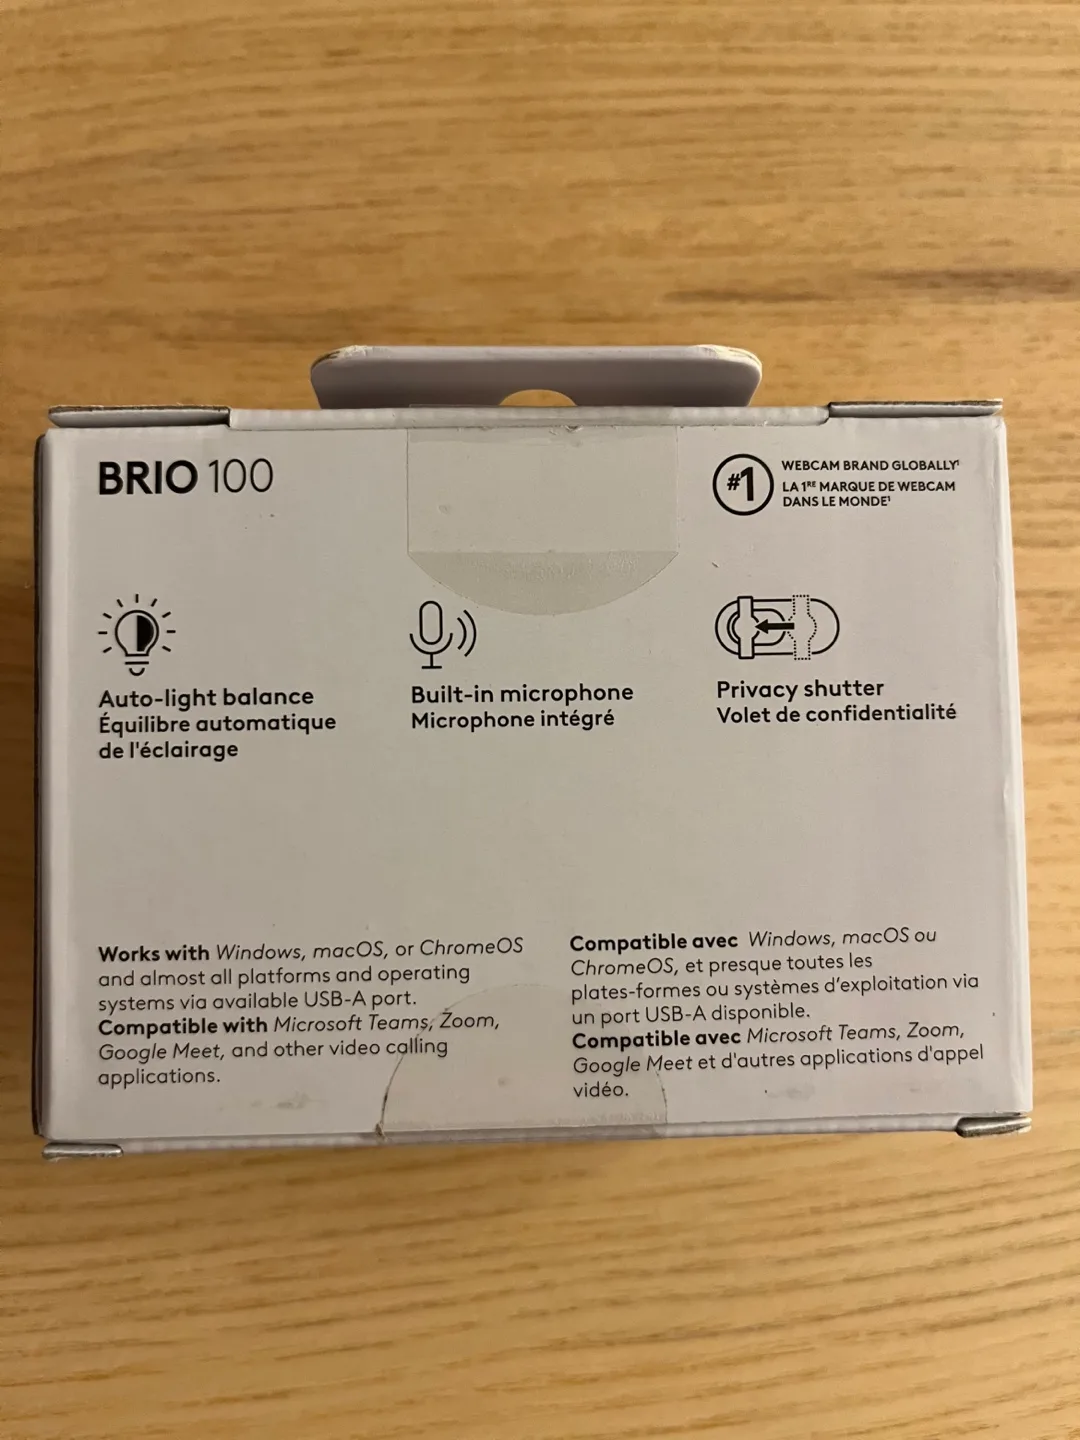 BRIO 100
#1
WEBCAM BRAND GLOBALLY¹
LA 1ᴿᴱ MARQUE DE WEBCAM
DANS LE MONDE¹
Auto-light balance
Équilibre automatique
de l'éclairage
Built-in microphone
Microphone intégré
Privacy shutter
Volet de confidentialité
Works with Windows, macOS, or ChromeOS
and almost all platforms and operating
systems via available USB-A port.
Compatible with Microsoft Teams, Zoom,
Google Meet, and other video calling
applications.
Compatible avec Windows, macOS ou
ChromeOS, et presque toutes les
plates-formes ou systèmes d'exploitation via
un port USB-A disponible.
Compatible avec Microsoft Teams, Zoom,
Google Meet et d'autres applications d'appel
vidéo.